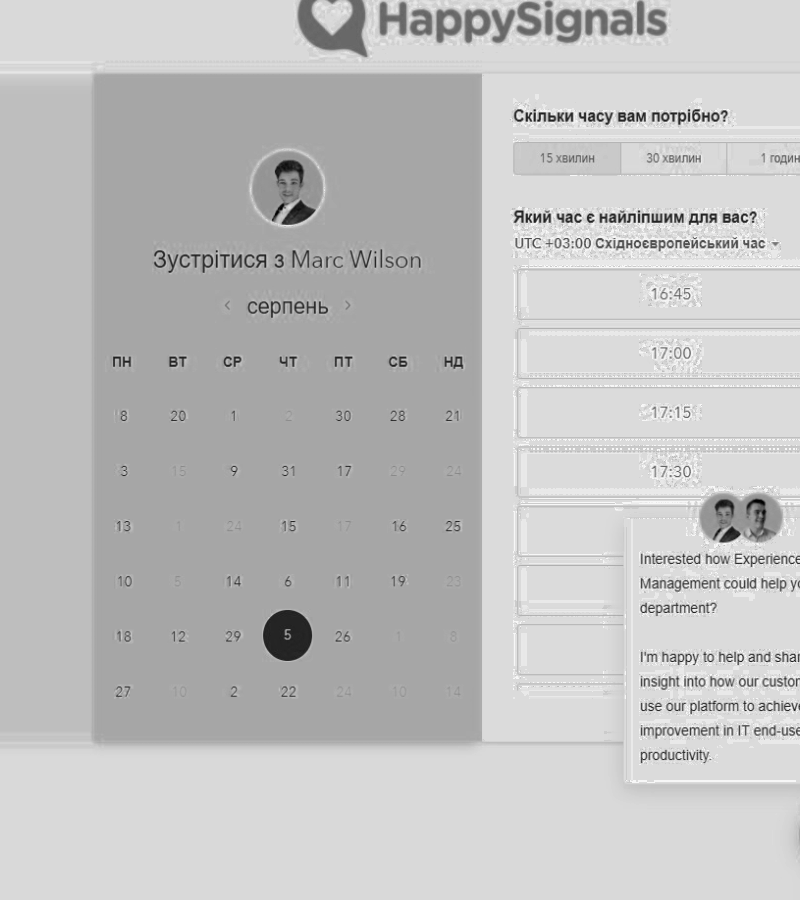 HappySignals
Зустрітися з Marc Wilson
серпень
ПН ВТ СР ЧТ ПТ СБ НД
8 20 1 2 30 28 21
3 15 9 31 17 29 24
13 1 24 15 17 16 25
10 5 14 6 11 19 23
18 12 29 5 26 1 8
27 10 2 22 24 10 14
Скільки часу вам потрібно?
15 хвилин 30 хвилин 1 годин
Який час є найліпшим для вас?
UTC +03:00 Східноєвропейський час
16:45
17:00
17:15
17:30
Interested how Experience
Management could help yo
department?
I'm happy to help and shar
insight into how our custom
use our platform to achieve
improvement in IT end-use
productivity.